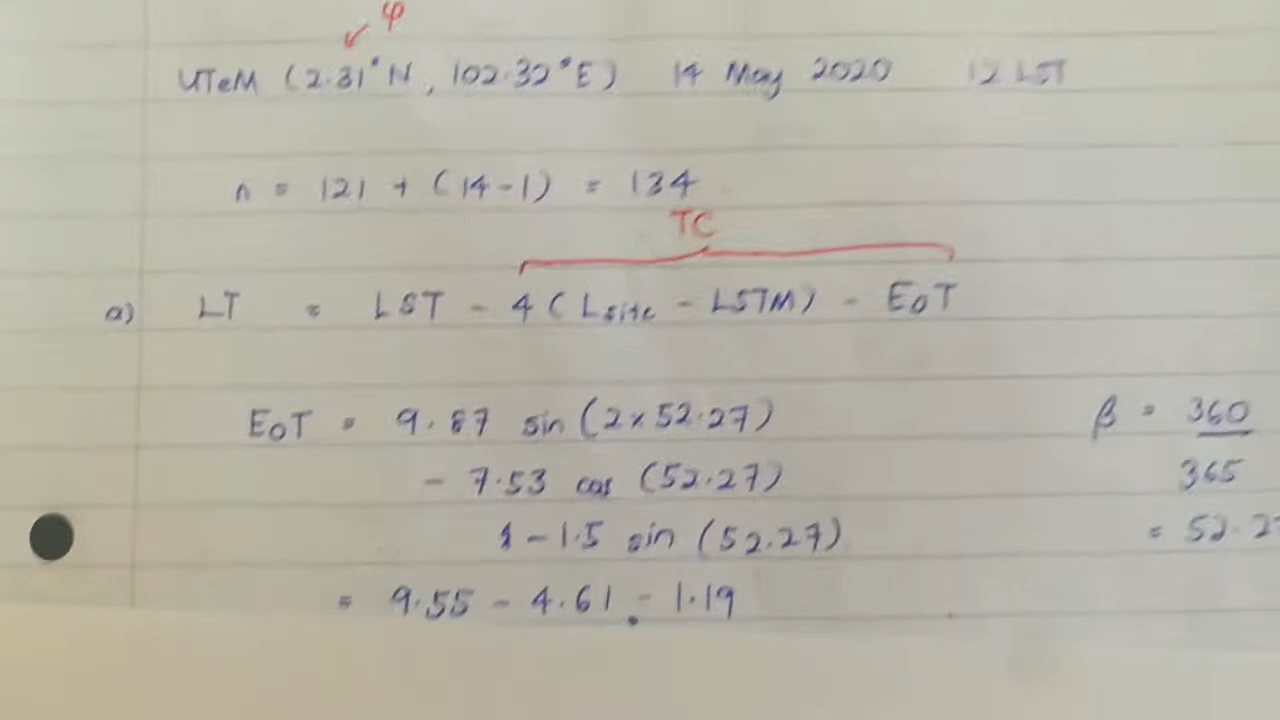 φ
UTeM (2.31°N, 102.32°E) 14 May 2020 12 LST
n = 121 + (14-1) = 134
TC
a) LT = LST - 4(Lsite - LSTM) - EoT
EoT = 9.87 sin(2x52.27) β = 360
- 7.53 cos (52.27) 365
- 1.5 sin (52.27) = 52.2
= 9.55 - 4.61 - 1.19